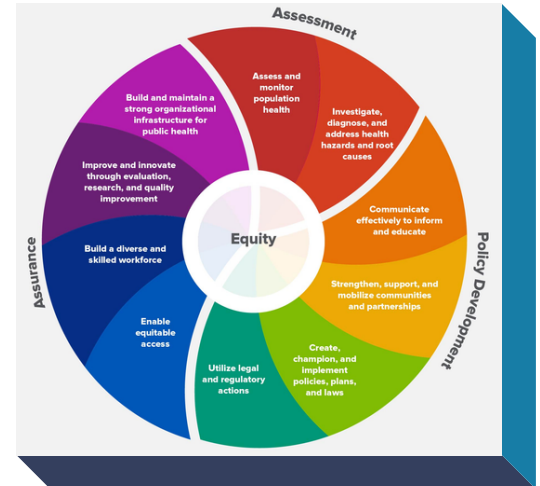 Assessment
Assess and
monitor
population
health
Investigate,
diagnose, and
address health
hazards and root
causes
Policy Development
Communicate
effectively to inform
and educate
Strengthen, support, and
mobilize communities
and partnerships
Create,
champion, and
implement
policies, plans,
and laws
Utilize legal
and regulatory
actions
Assurance
Enable
equitable
access
Build a diverse and
skilled workforce
Improve and innovate
through evaluation,
research, and quality
improvement
Build and maintain a
strong organizational
infrastructure for
public health
Equity